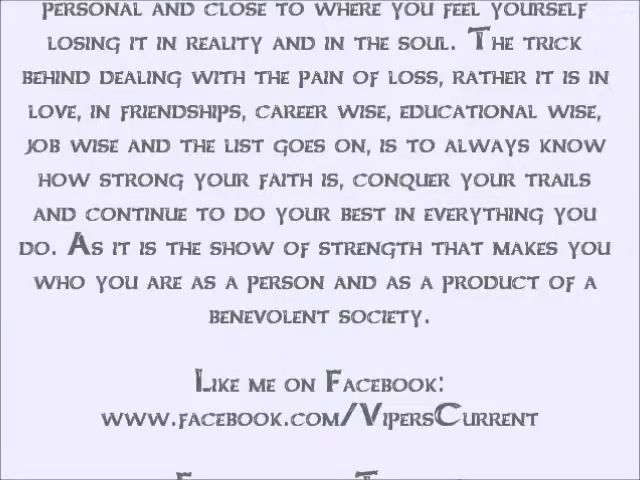 personal and close to where you feel yourself
losing it in reality and in the soul. The trick
behind dealing with the pain of loss, rather it is in
love, in friendships, career wise, educational wise,
job wise and the list goes on, is to always know
how strong your faith is, conquer your trails
and continue to do your best in everything you
do. As it is the show of strength that makes you
who you are as a person and as a product of a
benevolent society.
Like me on Facebook:
www.facebook.com/VipersCurrent